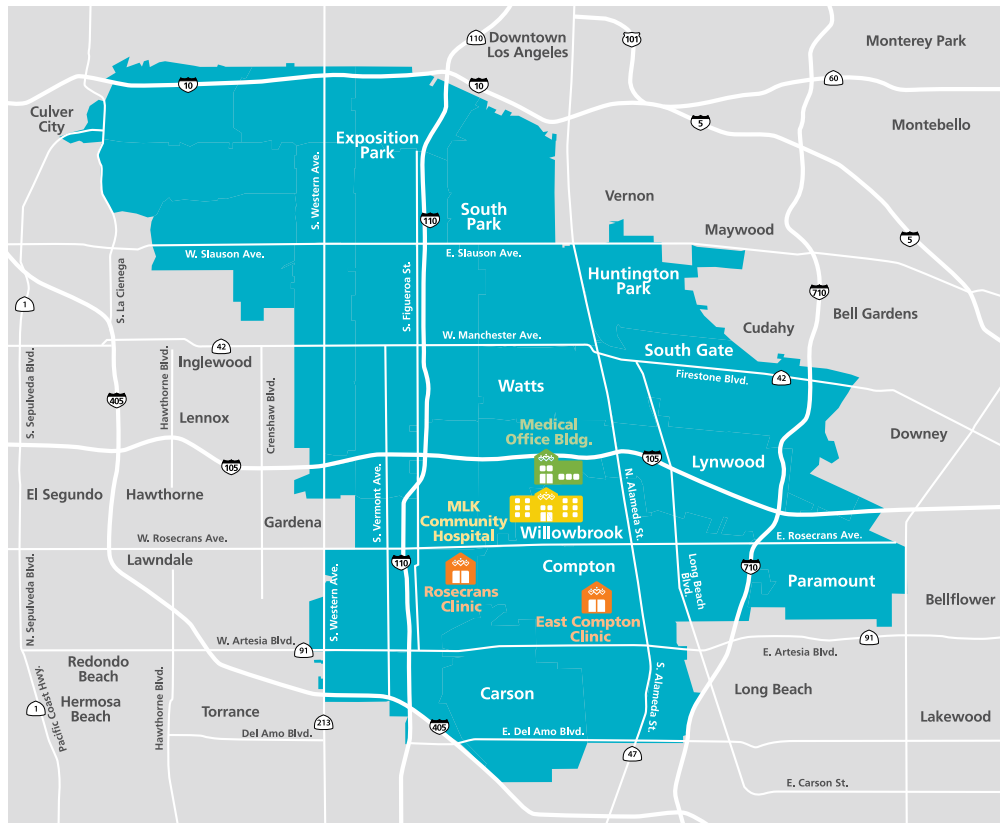 110
Downtown
Los Angeles
101
Monterey Park
10
10
60
Culver
City
5
Montebello
Exposition
Park
S. Western Ave.
Vernon
South
Park
110
Maywood
5
W. Slauson Ave.
E. Slauson Ave.
Huntington
Park
S. La Cienega
S. Figueroa St.
1
710
Bell Gardens
Cudahy
W. Manchester Ave.
42
Inglewood
South Gate
Firestone Blvd.
42
S. Sepulveda Blvd.
Hawthorne Blvd.
Crenshaw Blvd.
405
Watts
Lennox
Medical
Office Bldg.
Downey
105
105
Lynwood
El Segundo
Hawthorne
S. Vermont Ave.
N. Alameda St.
MLK
Community
Hospital
Gardena
Willowbrook
W. Rosecrans Ave.
E. Rosecrans Ave.
Lawndale
110
Compton
710
Paramount
Long Beach
Blvd.
Rosecrans
Clinic
N. Sepulveda Blvd.
S. Western Ave.
East Compton
Clinic
Bellflower
W. Artesia Blvd.
91
91
E. Artesia Blvd.
Redondo
Beach
Hermosa
Beach
1
Pacific Coast Hwy.
Hawthorne Blvd.
Carson
S. Alameda St.
Long Beach
Torrance
213
405
Lakewood
Del Amo Blvd.
E. Del Amo Blvd.
47
E. Carson St.